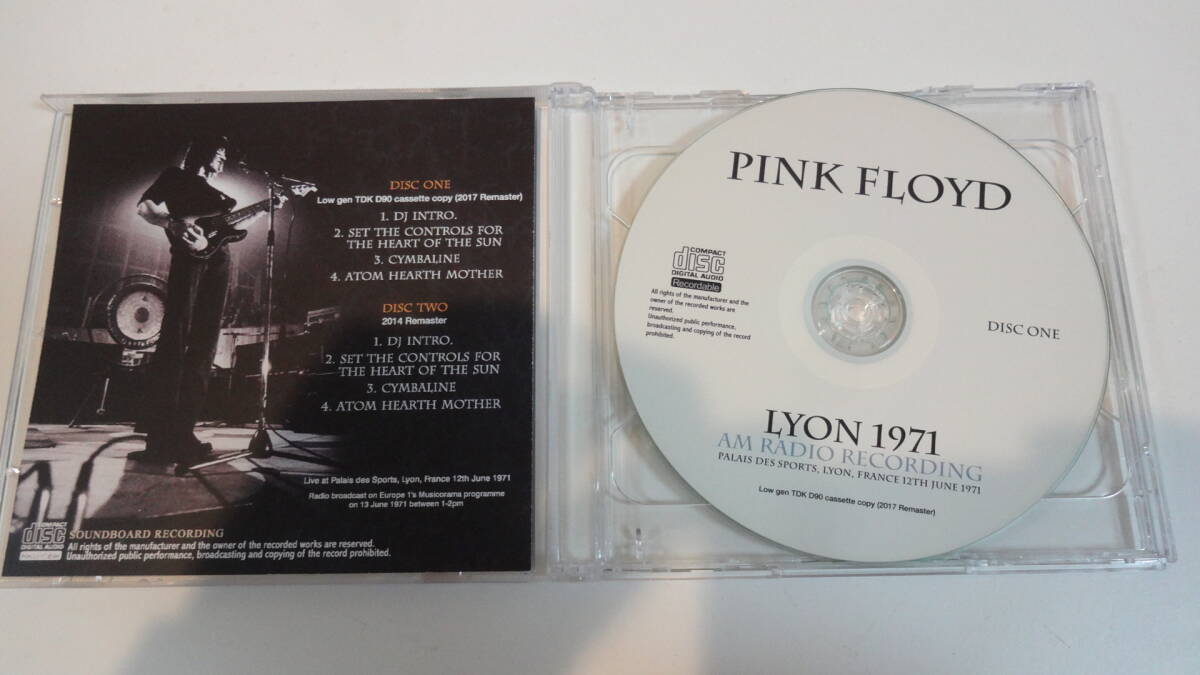 DISC ONE
Low gen TDK D90 cassette copy (2017 Remaster)
1. DJ INTRO.
2. SET THE CONTROLS FOR
THE HEART OF THE SUN
3. CYMBALINE
4. ATOM HEARTH MOTHER
DISC TWO
2014 Remaster
1. DJ INTRO.
2. SET THE CONTROLS FOR
THE HEART OF THE SUN
3. CYMBALINE
4. ATOM HEARTH MOTHER
Live at Palais des Sports, Lyon, France 12th June 1971
Radio broadcast on Europe 1's Musicorama programme
on 13 June 1971 between 1-2pm
COMPACT
disc
DIGITAL AUDIO
SOUNDBOARD RECORDING
All rights of the manufacturer and the owner of the recorded works are reserved.
Unauthorized public performance, broadcasting and copying of the record prohibited.
PINK FLOYD
COMPACT
disc
DIGITAL AUDIO
Recordable
All rights of the manufacturer and the
owner of the recorded works are
reserved.
Unauthorized public performance,
broadcasting and copying of the record
prohibited.
DISC ONE
LYON 1971
AM RADIO RECORDING
PALAIS DES SPORTS, LYON, FRANCE 12TH JUNE 1971
Low gen TDK D90 cassette copy (2017 Remaster)